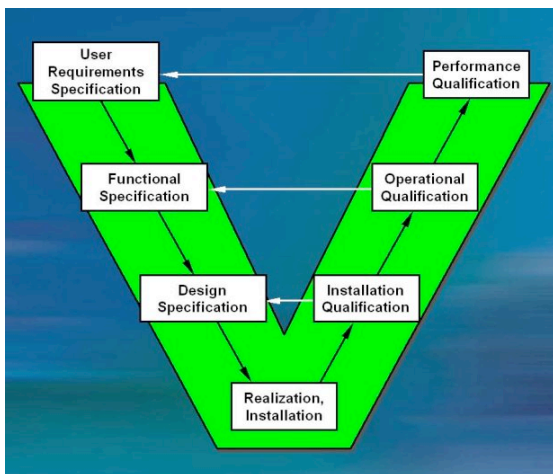 User
Requirements
Specification
Performance
Qualification
Functional
Specification
Operational
Qualification
Design
Specification
Installation
Qualification
Realization,
Installation